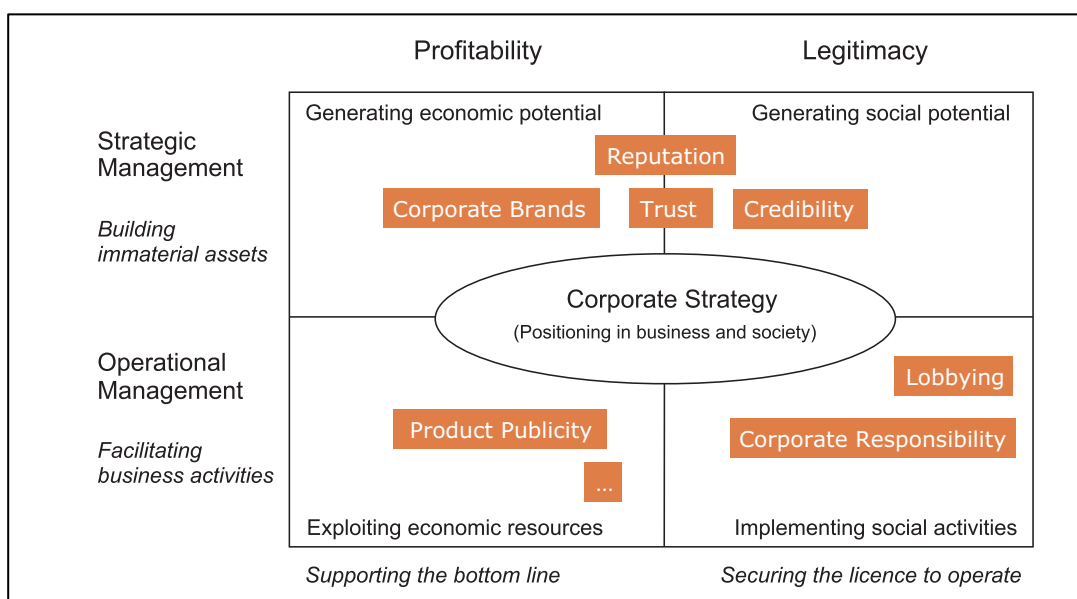 Profitability
Legitimacy
Generating economic potential
Generating social potential
Strategic
Management
Reputation
Corporate Brands
Trust
Credibility
Building
immaterial assets
Corporate Strategy
(Positioning in business and society)
Operational
Management
Lobbying
Product Publicity
Corporate Responsibility
Facilitating
business activities
...
Exploiting economic resources
Implementing social activities
Supporting the bottom line
Securing the licence to operate